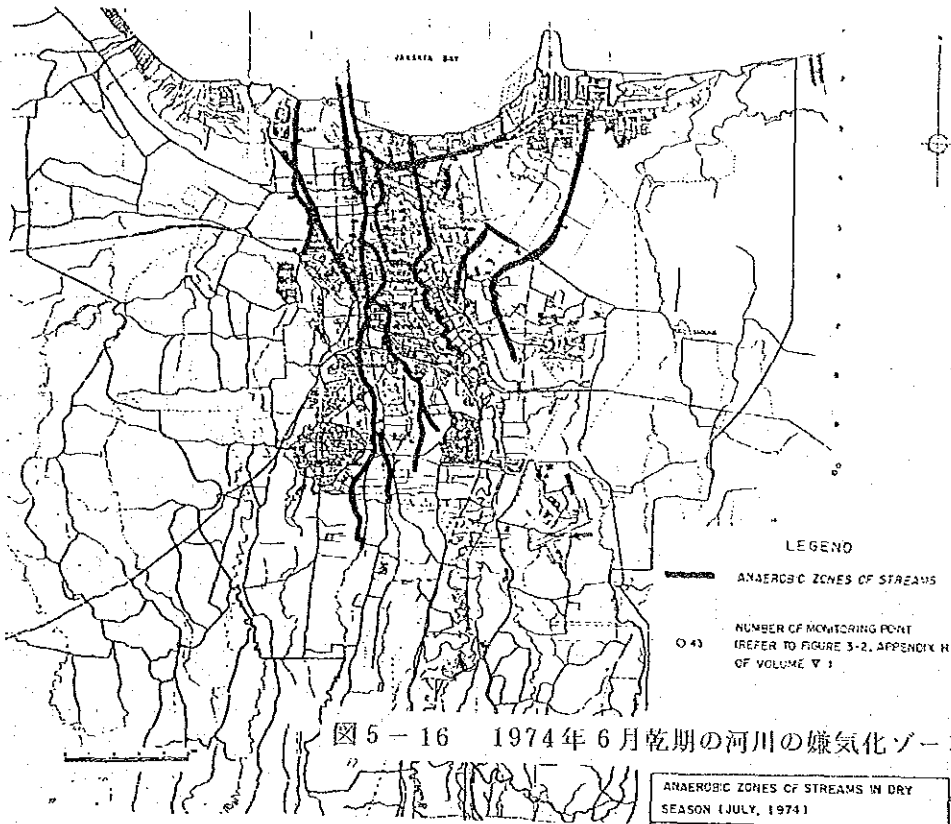 JAKARTA BAY
LEGEND
ANAEROBIC ZONES OF STREAMS
○ 43 NUMBER OF MONITORING POINT
(REFER TO FIGURE 3-2, APPENDIX H
OF VOLUME V)
図5-16 1974年6月乾期の河川の嫌気化ゾー
ANAEROBIC ZONES OF STREAMS IN DRY
SEASON (JULY, 1974)